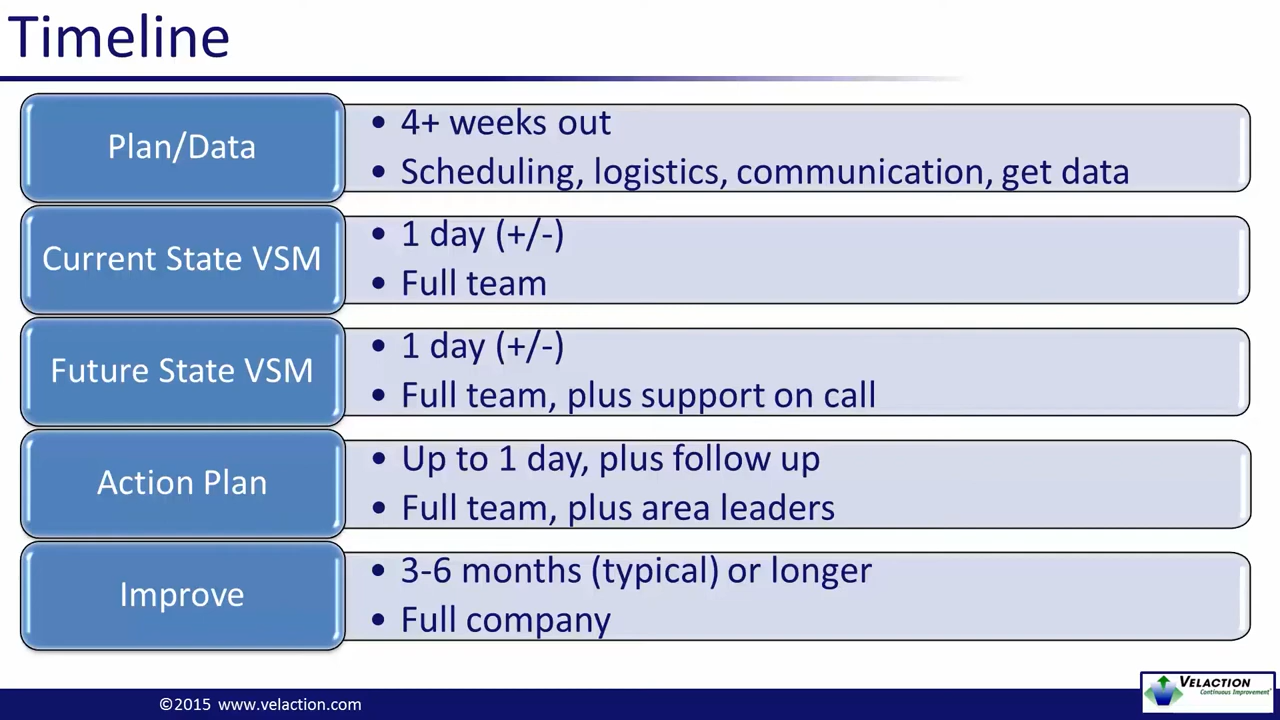 Timeline
Plan/Data
• 4+ weeks out
• Scheduling, logistics, communication, get data
Current State VSM
• 1 day (+/-)
• Full team
Future State VSM
• 1 day (+/-)
• Full team, plus support on call
Action Plan
• Up to 1 day, plus follow up
• Full team, plus area leaders
Improve
• 3-6 months (typical) or longer
• Full company
©2015 www.velaction.com
VELACTION
Continuous Improvement